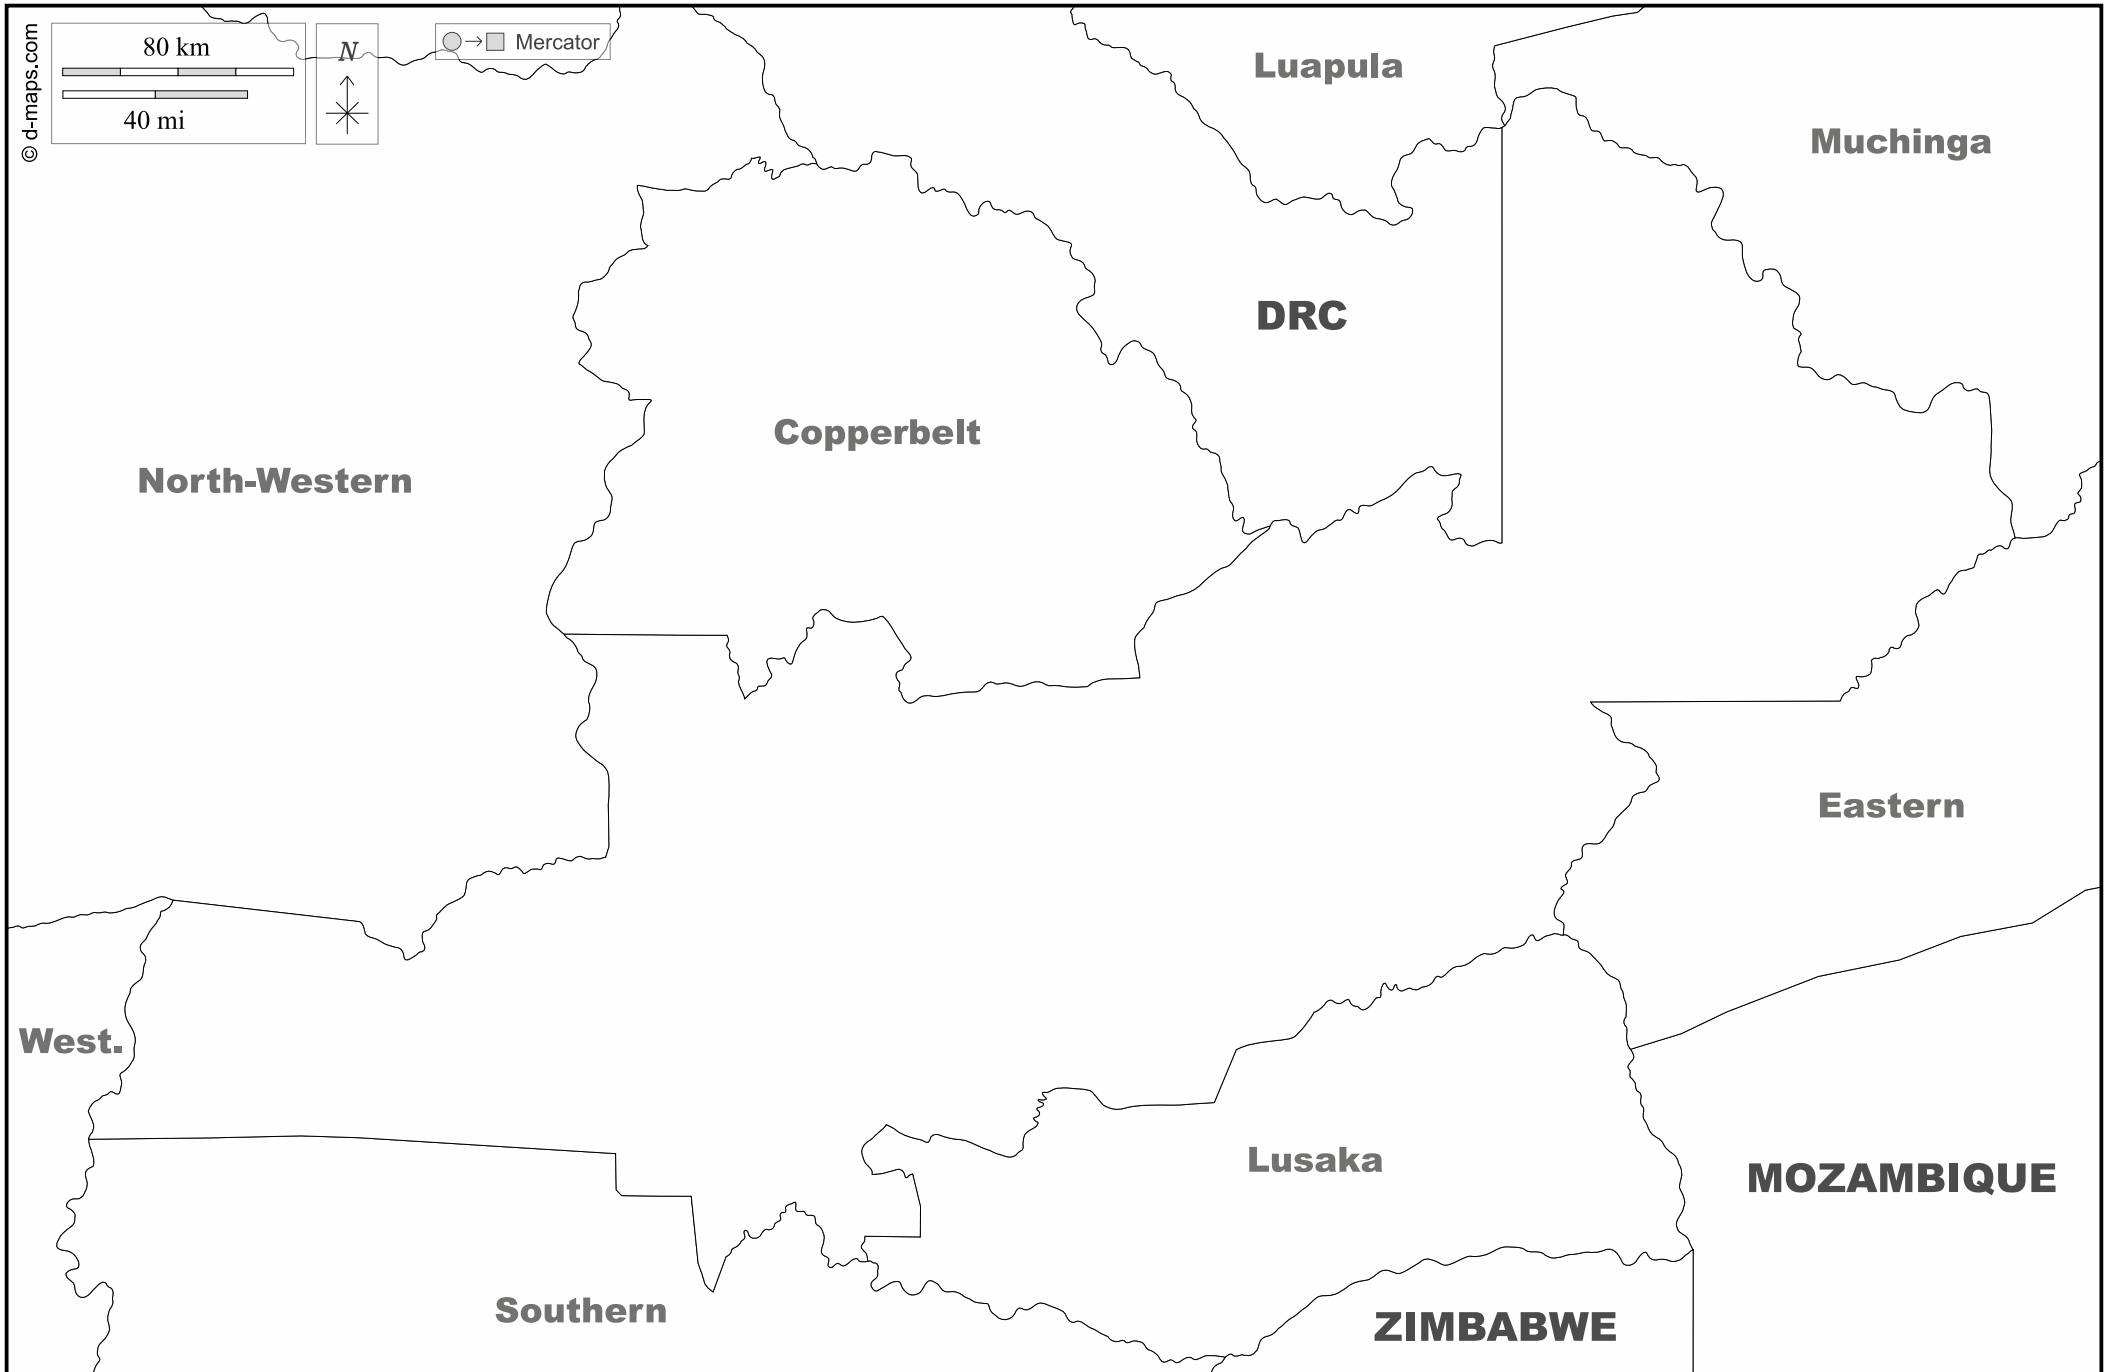 © d-maps.com
80 km
40 mi
N
Mercator
Luapula
Muchinga
DRC
Copperbelt
North-Western
Eastern
West.
Lusaka
MOZAMBIQUE
Southern
ZIMBABWE